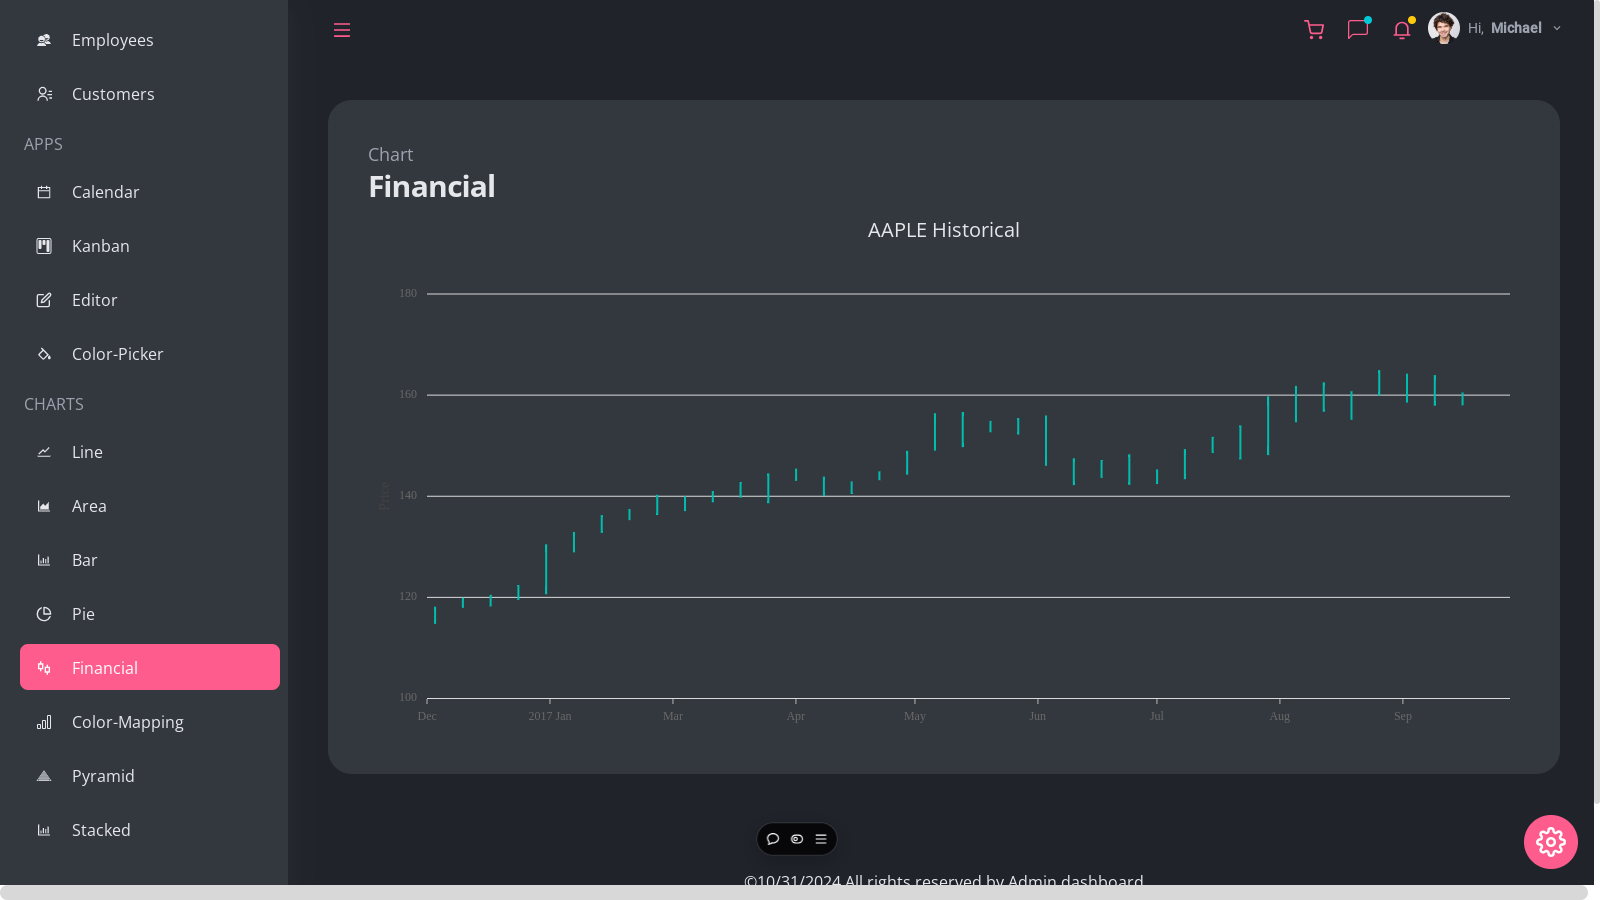 Employees
Customers
APPS
Calendar
Kanban
Editor
Color-Picker
CHARTS
Line
Area
Bar
Pie
Financial
Color-Mapping
Pyramid
Stacked
Hi, Michael
Chart
Financial
AAPLE Historical
Price
180
160
140
120
100
Dec
2017 Jan
Mar
Apr
May
Jun
Jul
Aug
Sep
©10/31/2024 All rights reserved by Admin dashboard